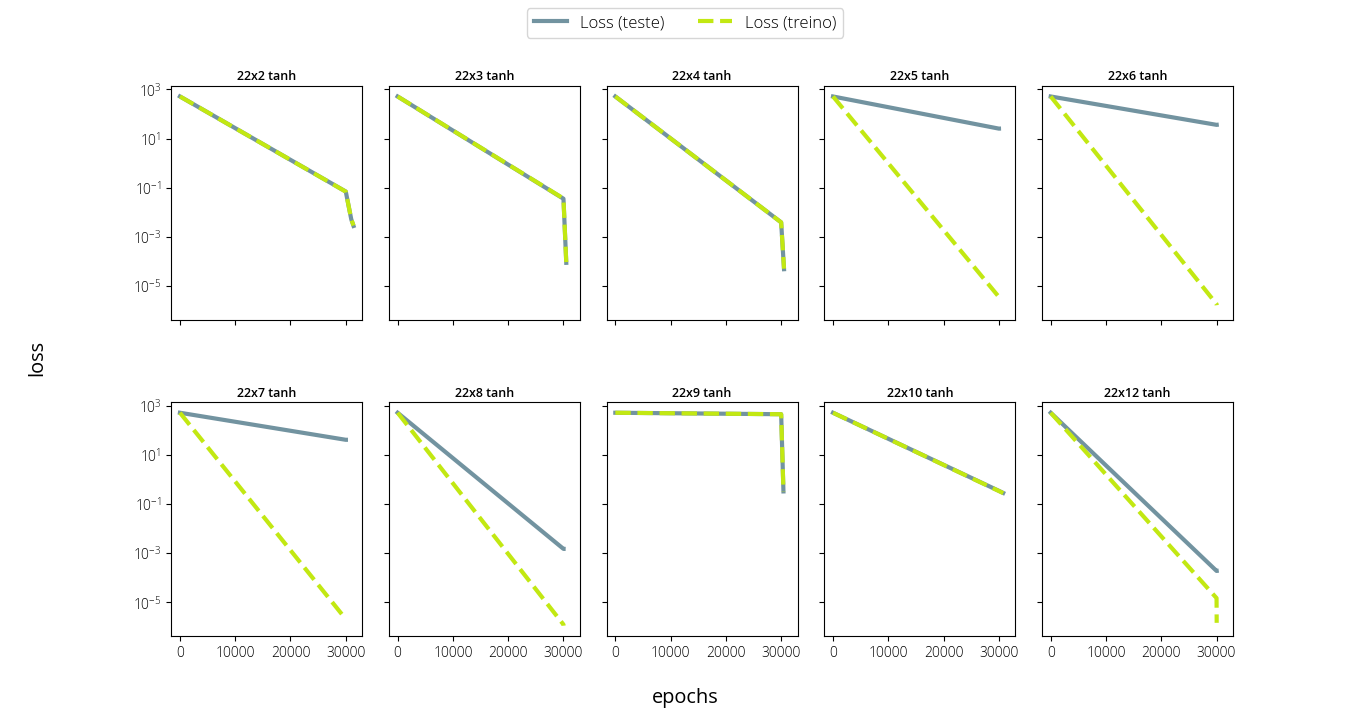 Loss (teste) Loss (treino)
22x2 tanh 22x3 tanh 22x4 tanh 22x5 tanh 22x6 tanh
10³
10¹
10⁻¹
10⁻³
10⁻⁵
loss
22x7 tanh 22x8 tanh 22x9 tanh 22x10 tanh 22x12 tanh
10³
10¹
10⁻¹
10⁻³
10⁻⁵
0 10000 20000 30000 0 10000 20000 30000 0 10000 20000 30000 0 10000 20000 30000 0 10000 20000 30000
epochs